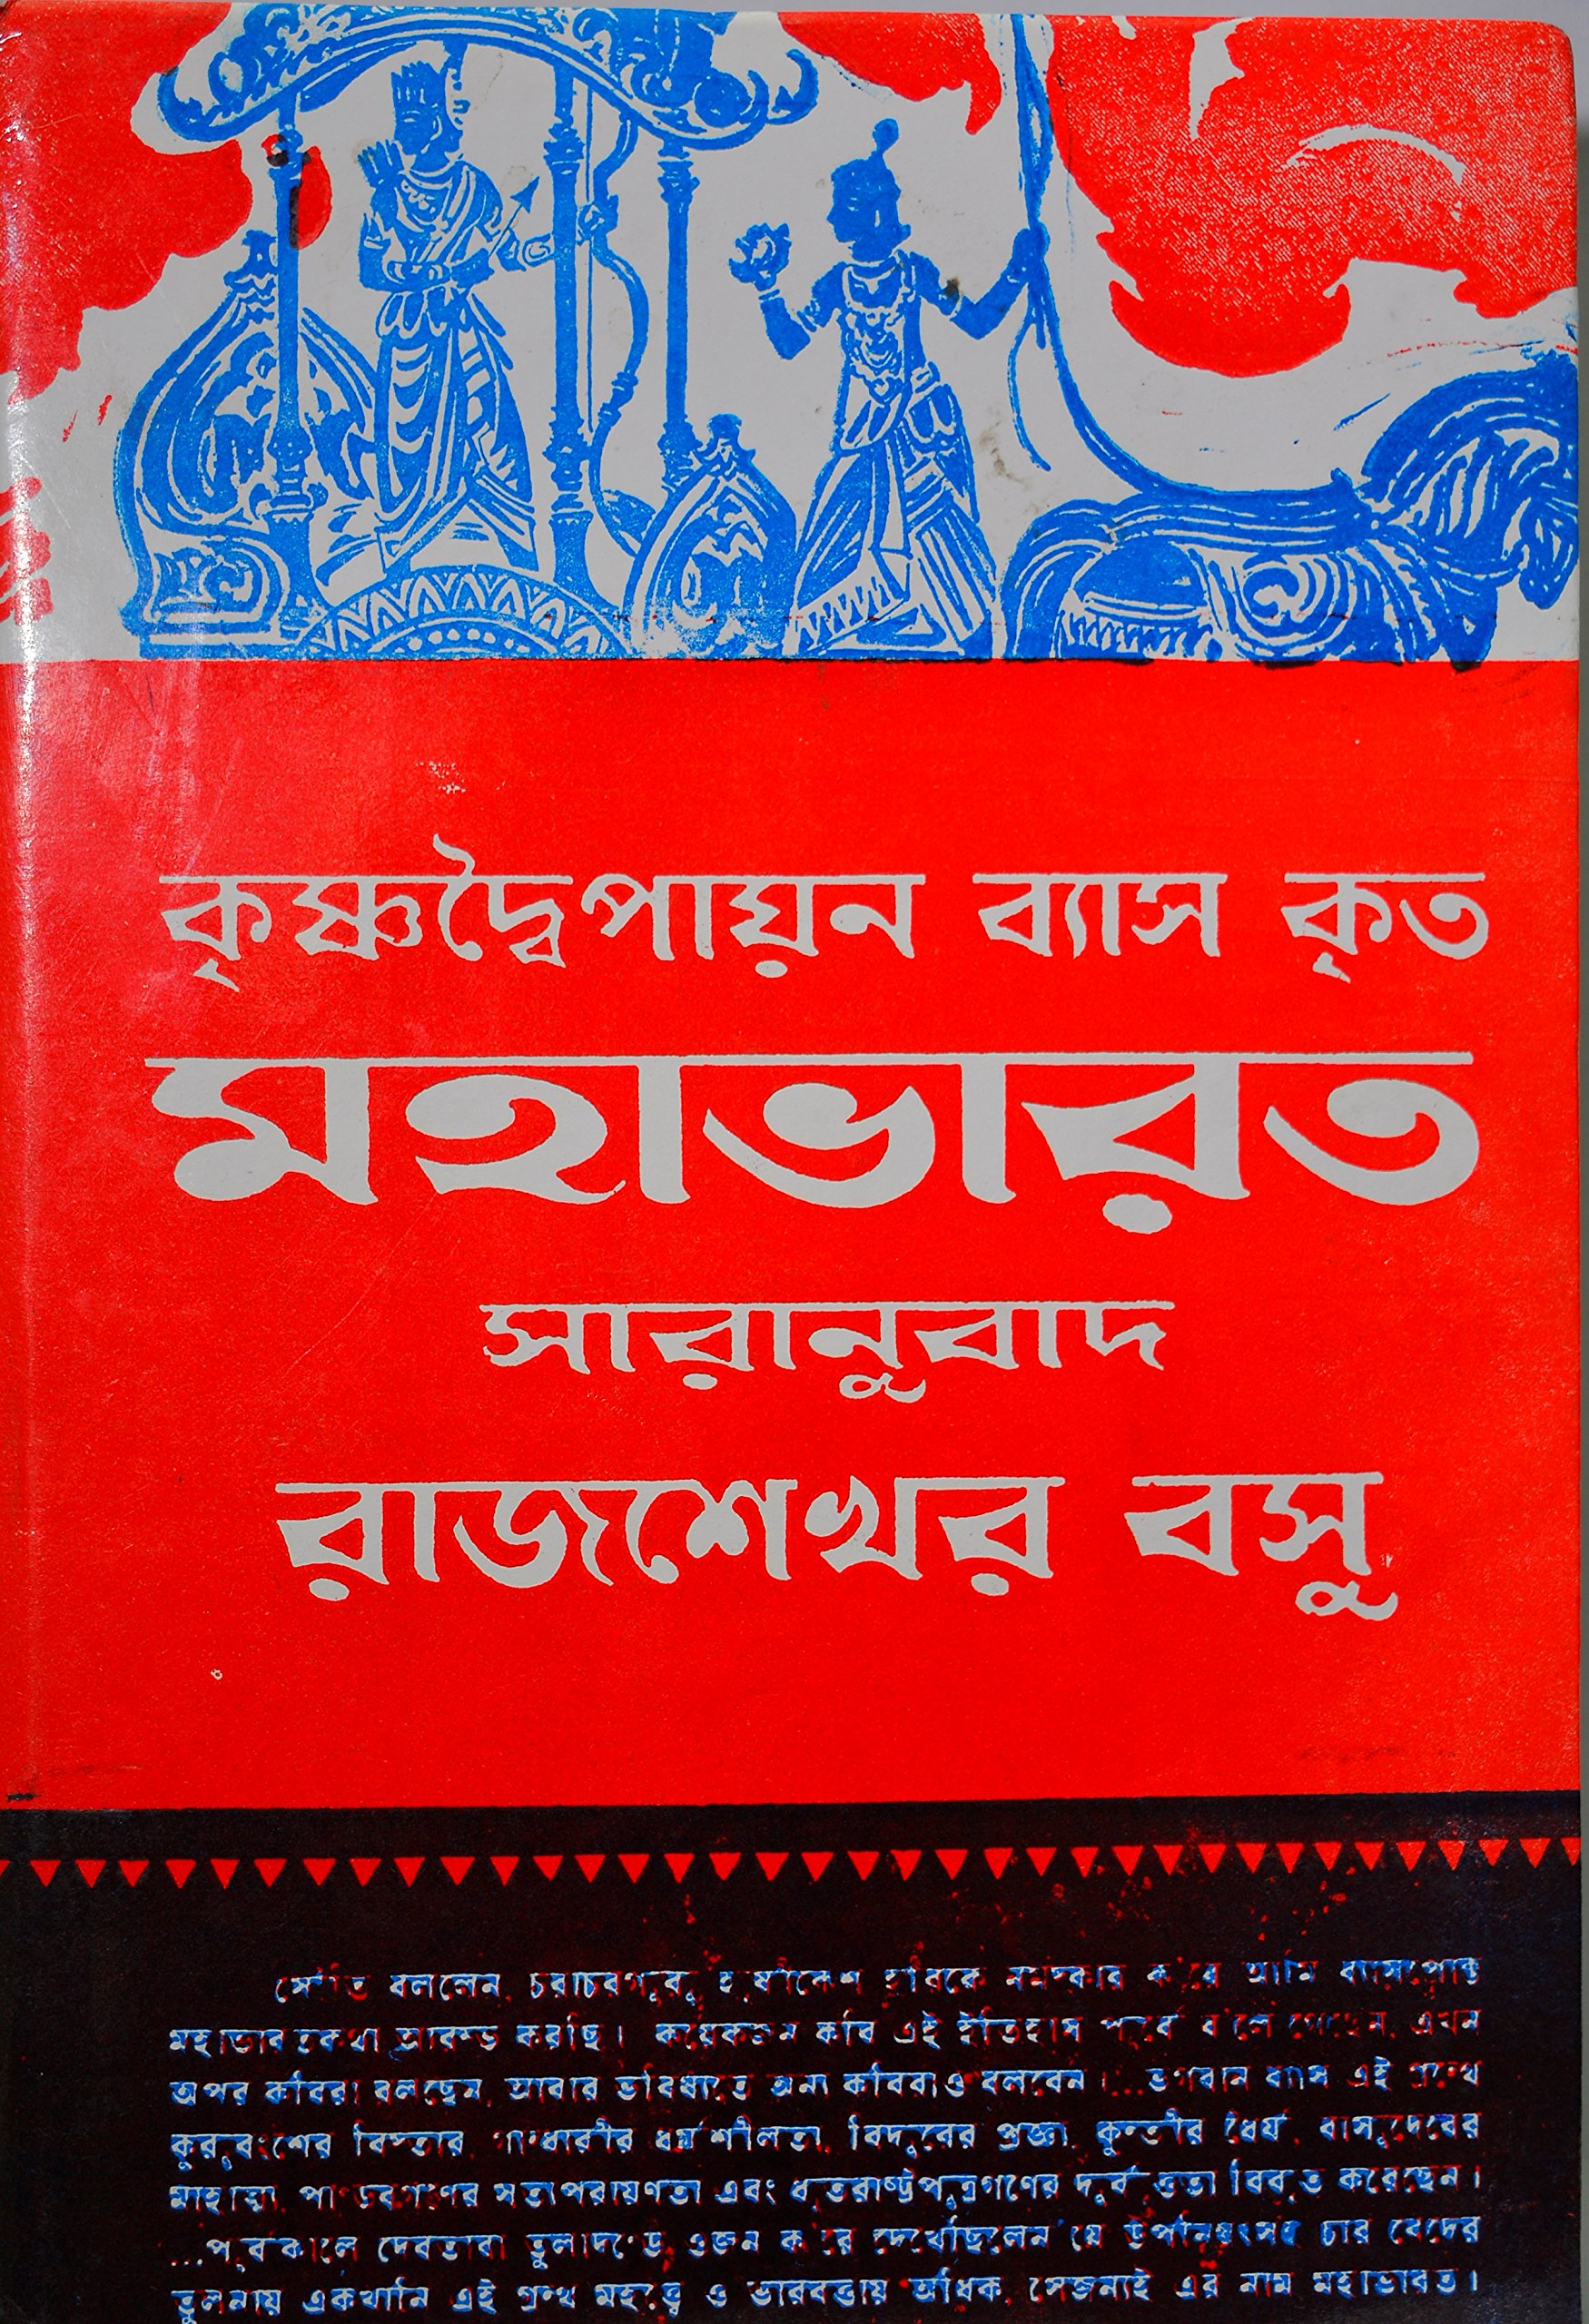 কৃষ্ণদ্বৈপায়ন ব্যাস কৃত
মহাভারত
সারানুবাদ
রাজশেখর বসু
সৌতি বললেন, চরাচরগুরু হৃষীকেশ হরিকে নমস্কার ক'রে আমি ব্যাসপ্রোক্ত
মহাভারতকথা আরম্ভ করছি। কয়েকজন কবি এই ইতিহাস পূর্বে ব'লে গেছেন, এখন
অপর কবিরা বলছেন, আবার ভবিষ্যতে অন্য কবিরাও বলবেন।...ভগবান ব্যাস এই গ্রন্থে
কুরুবংশের বিস্তার, গান্ধারীর ধর্মশীলতা, বিদুরের প্রজ্ঞা, কুন্তীর ধৈর্য, বাসুদেবের
মাহাত্ম্য, পাণ্ডবগণের সত্যপরায়ণতা এবং ধৃতরাষ্ট্রপুত্রগণের দুর্বৃত্ততা বিবৃত করেছেন।
...পূর্বকালে দেবতারা তুলাদণ্ডে ওজন ক'রে দেখেছিলেন যে উপনিষৎসহ চার বেদের
তুলনায় একখানি এই গ্রন্থ মহত্ত্বে ও ভারবত্তায় অধিক, সেজন্যই এর নাম মহাভারত।